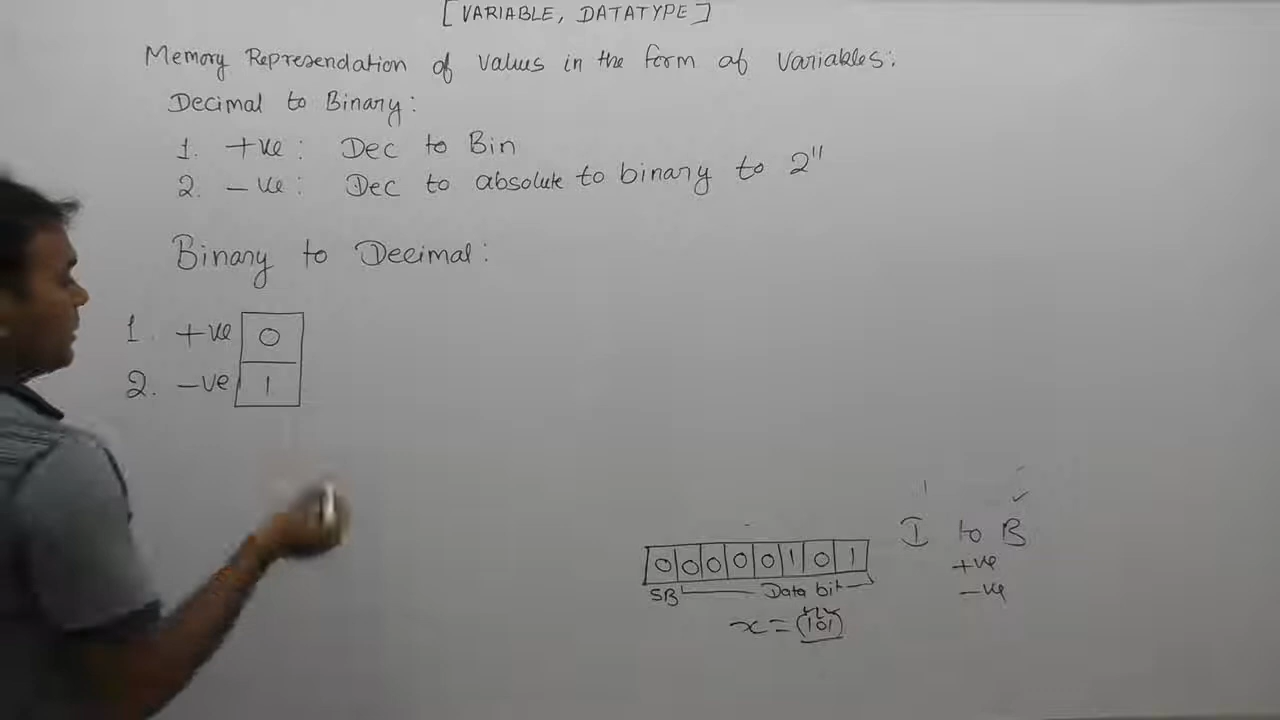 [VARIABLE, DATATYPE]
Memory Represendation of values in the form of variables:
Decimal to Binary:
1. +ve: Dec to Bin
2. -ve: Dec to absolute to binary to 2"
Binary to Decimal:
1. +ve 0
2. -ve 1
I to B
+ve
-ve
0 0 0 0 0 1 0 1
SB Data bit
x = (101)